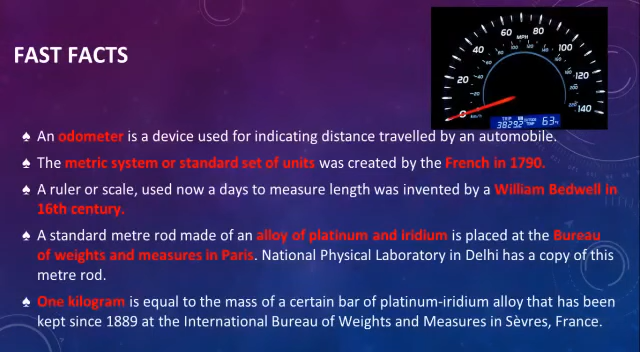 FAST FACTS
20 40 60 80 100 120 140
MPH
TRIP
38292 63
♠ An odometer is a device used for indicating distance travelled by an automobile.
♠ The metric system or standard set of units was created by the French in 1790.
♠ A ruler or scale, used now a days to measure length was invented by a William Bedwell in
16th century.
♠ A standard metre rod made of an alloy of platinum and iridium is placed at the Bureau
of weights and measures in Paris. National Physical Laboratory in Delhi has a copy of this
metre rod.
♠ One kilogram is equal to the mass of a certain bar of platinum-iridium alloy that has been
kept since 1889 at the International Bureau of Weights and Measures in Sèvres, France.